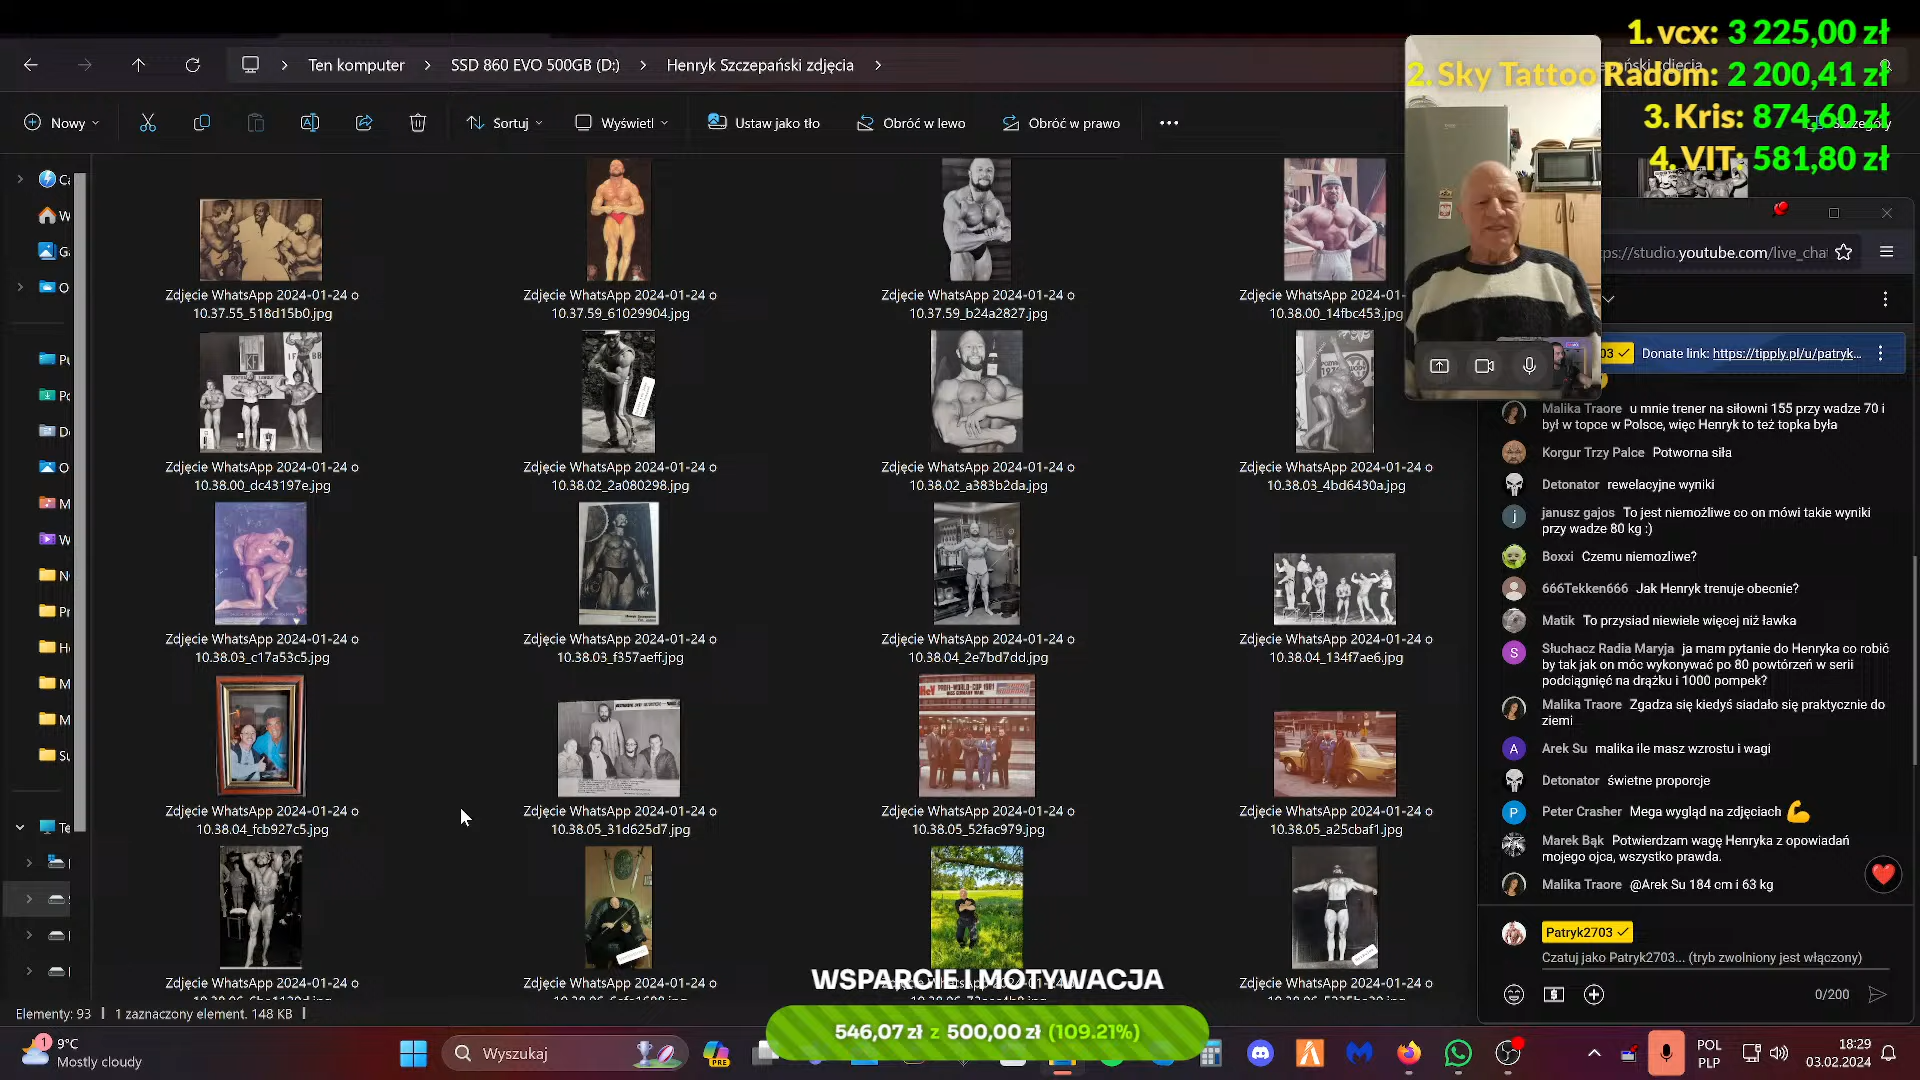 1. vcx: 3 225,00 zł
2. Sky Tattoo Radom: 2 200,41 zł
3. Kris: 874,60 zł
4. VIT: 581,80 zł
Ten komputer
SSD 860 EVO 500GB (D:)
Henryk Szczepański zdjęcia
Nowy
Sortuj
Wyświetl
Ustaw jako tło
Obróć w lewo
Obróć w prawo
Zdjęcie WhatsApp 2024-01-24 o
10.37.55_518d15b0.jpg
Zdjęcie WhatsApp 2024-01-24 o
10.37.59_61029904.jpg
Zdjęcie WhatsApp 2024-01-24 o
10.37.59_b24a2827.jpg
Zdjęcie WhatsApp 2024-01-
10.38.00_14fbc453.jpg
Zdjęcie WhatsApp 2024-01-24 o
10.38.00_dc43197e.jpg
Zdjęcie WhatsApp 2024-01-24 o
10.38.02_2a080298.jpg
Zdjęcie WhatsApp 2024-01-24 o
10.38.02_a383b2da.jpg
Zdjęcie WhatsApp 2024-01-24 o
10.38.03_4bd6430a.jpg
Zdjęcie WhatsApp 2024-01-24 o
10.38.03_c17a53c5.jpg
Zdjęcie WhatsApp 2024-01-24 o
10.38.03_f357aeff.jpg
Zdjęcie WhatsApp 2024-01-24 o
10.38.04_2e7bd7dd.jpg
Zdjęcie WhatsApp 2024-01-24 o
10.38.04_134f7ae6.jpg
Zdjęcie WhatsApp 2024-01-24 o
10.38.04_fcb927c5.jpg
Zdjęcie WhatsApp 2024-01-24 o
10.38.05_31d625d7.jpg
Zdjęcie WhatsApp 2024-01-24 o
10.38.05_52fac979.jpg
Zdjęcie WhatsApp 2024-01-24 o
10.38.05_a25cbaf1.jpg
Zdjęcie WhatsApp 2024-01-24 o
Zdjęcie WhatsApp 2024-01-24 o
Zdjęcie WhatsApp 2024-01-24 o
Elementy: 93
1 zaznaczony element. 148 KB
WSPARCIE I MOTYWACJA
546,07 zł z 500,00 zł (109.21%)
ps://studio.youtube.com/live_cha
03
Donate link: https://tipply.pl/u/patryk...
Malika Traore u mnie trener na siłowni 155 przy wadze 70 i
był w topce w Polsce, więc Henryk to też topka była
Korgur Trzy Palce Potworna siła
Detonator rewelacyjne wyniki
janusz gajos To jest niemożliwe co on mówi takie wyniki
przy wadze 80 kg :)
Boxxi Czemu niemozliwe?
666Tekken666 Jak Henryk trenuje obecnie?
Matik To przysiad niewiele więcej niż ławka
Słuchacz Radia Maryja ja mam pytanie do Henryka co robić
by tak jak on móc wykonywać po 80 powtórzeń w serii
podciągnięć na drążku i 1000 pompek?
Malika Traore Zgadza się kiedyś siadało się praktycznie do
ziemi
Arek Su malika ile masz wzrostu i wagi
Detonator świetne proporcje
Peter Crasher Mega wygląd na zdjęciach
Marek Bąk Potwierdzam wagę Henryka z opowiadań
mojego ojca, wszystko prawda.
Malika Traore @Arek Su 184 cm i 63 kg
Patryk2703
Czatuj jako Patryk2703... (tryb zwolniony jest włączony)
0/200
1
9°C
Mostly cloudy
Wyszukaj
PRE
POL
PLP
18:29
03.02.2024